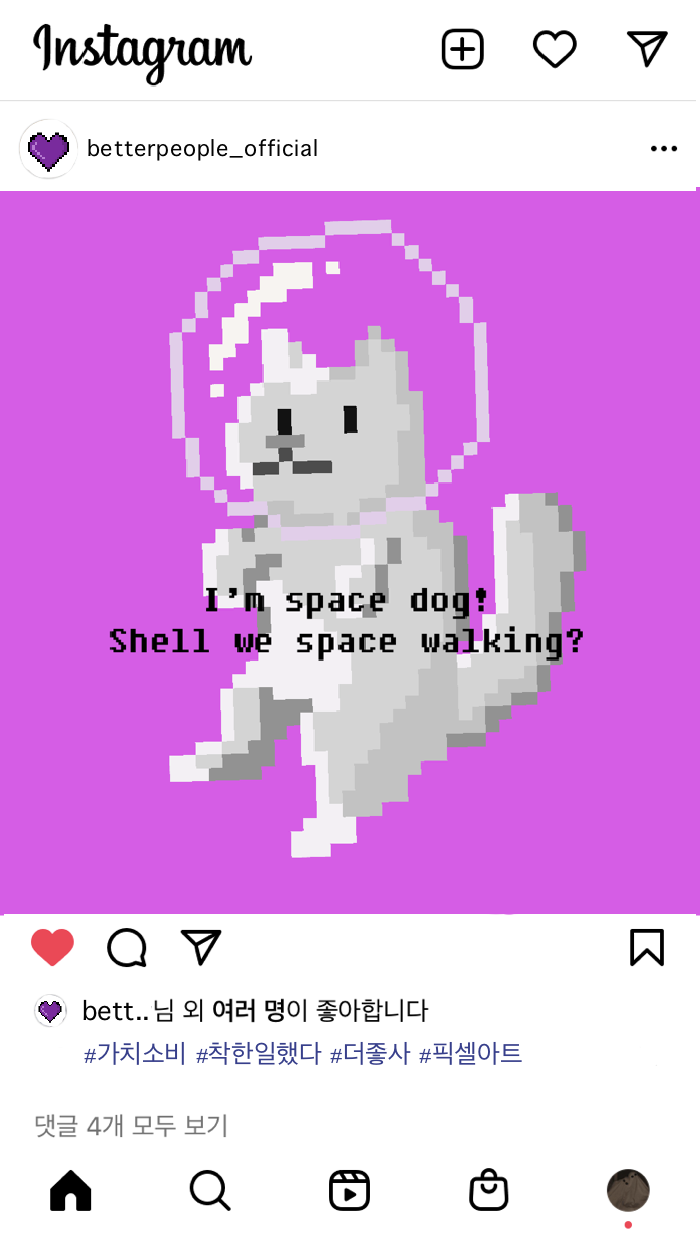 Instagram
betterpeople_official
I'm space dog!
Shell we space walking?
bett..님 외 여러 명이 좋아합니다
#가치소비 #착한일했다 #더좋사 #픽셀아트
댓글 4개 모두 보기